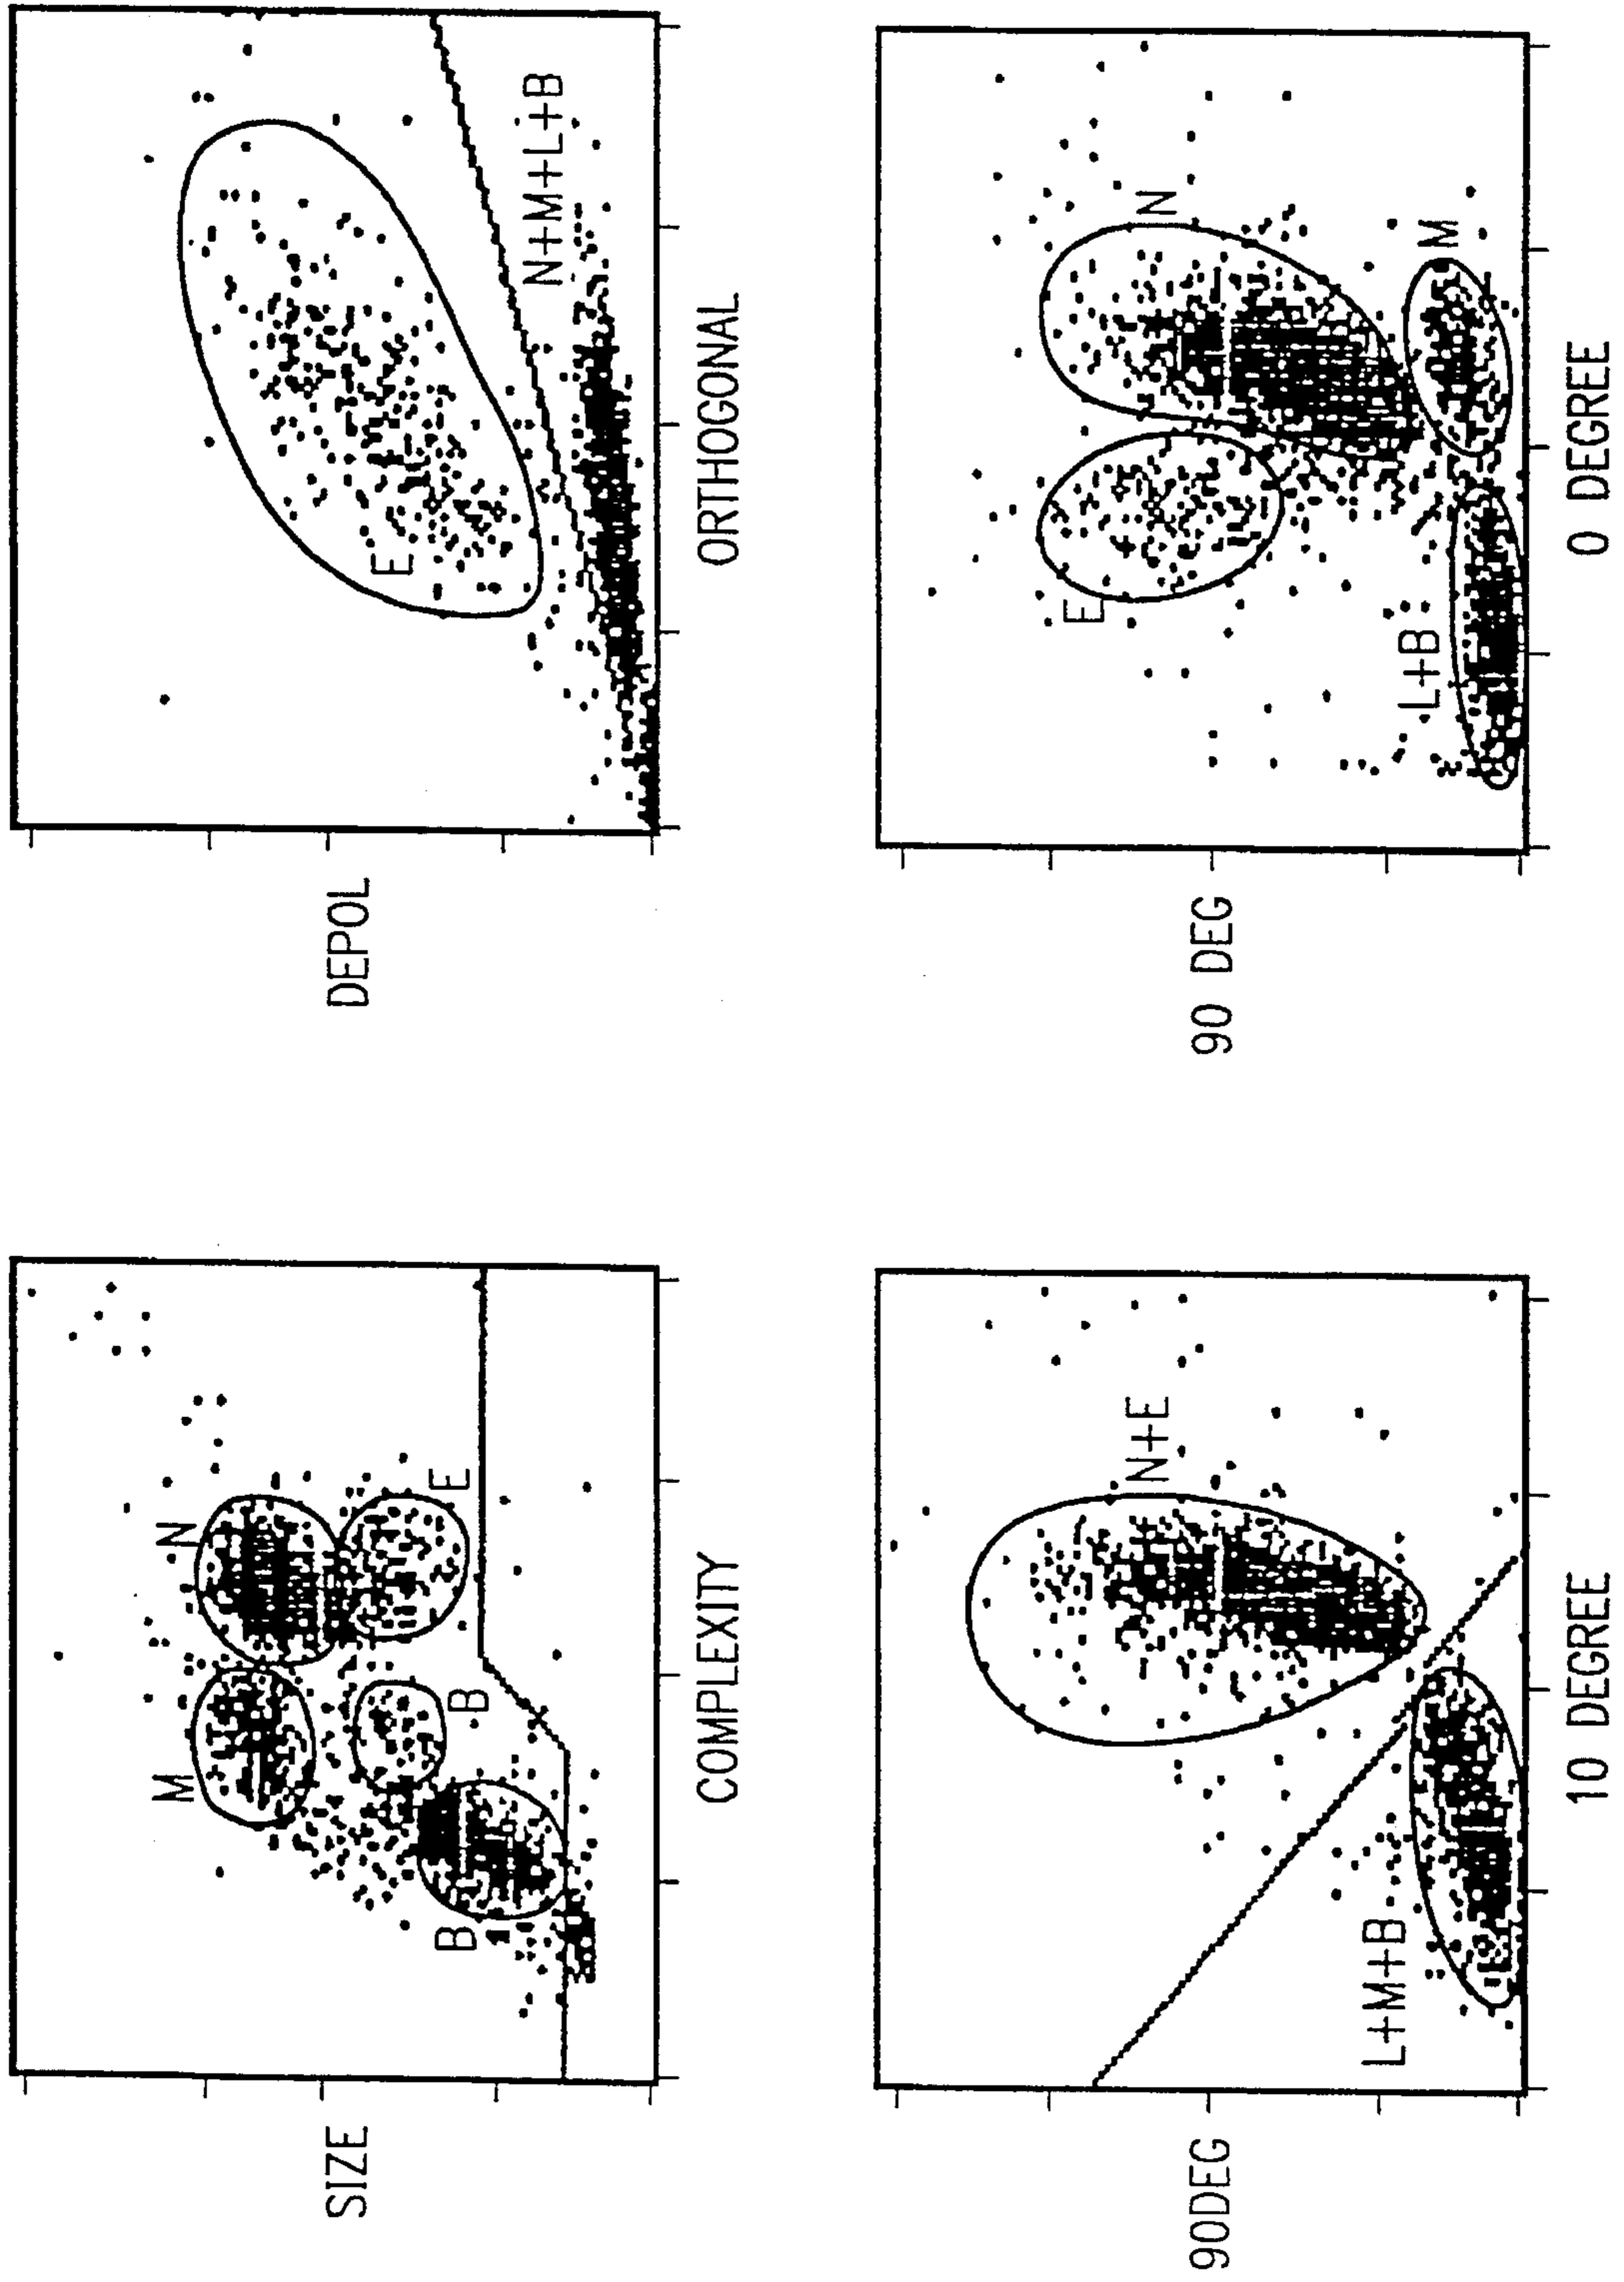 SIZE
M
N
B
B
E
COMPLEXITY
DEPOL
E
N+M+L+B
ORTHOGONAL
90DEG
L+M+B
N+E
10 DEGREE
90 DEG
E
N
L+B
M
0 DEGREE